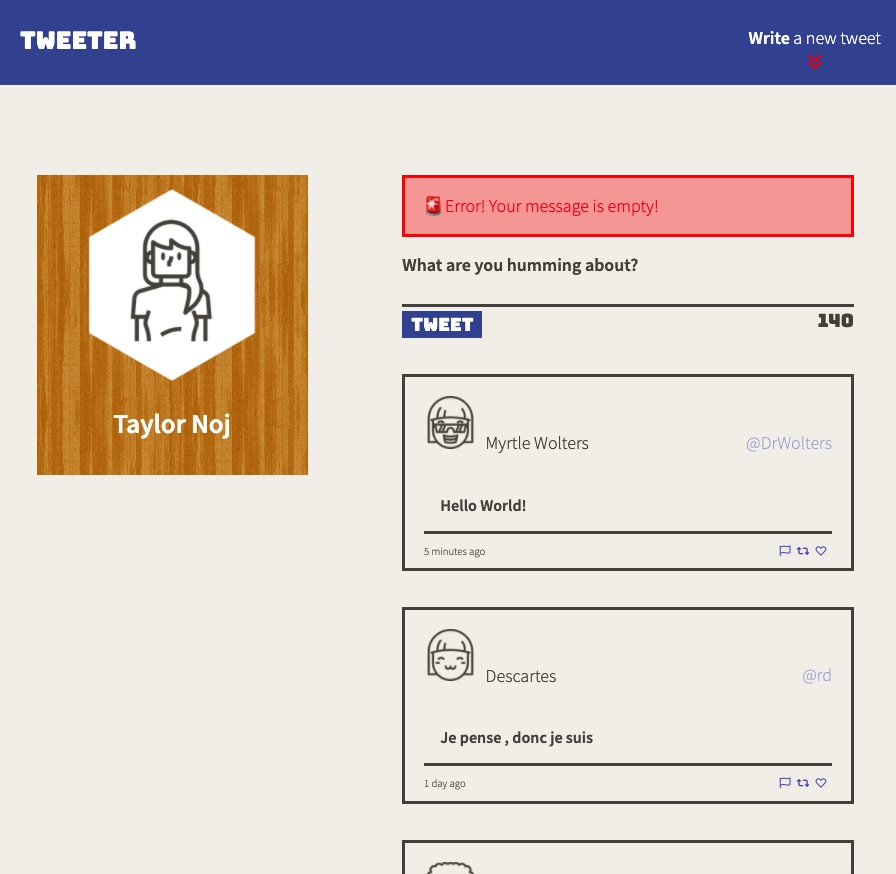 TWEETER
Write a new tweet
Taylor Noj
🚨 Error! Your message is empty!
What are you humming about?
TWEET
140
Myrtle Wolters
@DrWolters
Hello World!
5 minutes ago
Descartes
@rd
Je pense , donc je suis
1 day ago